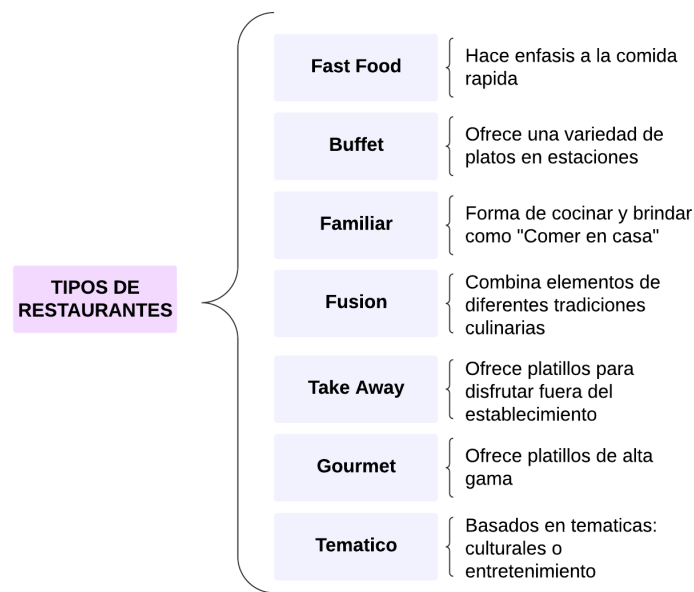 TIPOS DE
RESTAURANTES
Fast Food
Hace enfasis a la comida
rapida
Buffet
Ofrece una variedad de
platos en estaciones
Familiar
Forma de cocinar y brindar
como "Comer en casa"
Fusion
Combina elementos de
diferentes tradiciones
culinarias
Take Away
Ofrece platillos para
disfrutar fuera del
establecimiento
Gourmet
Ofrece platillos de alta
gama
Tematico
Basados en tematicas:
culturales o
entretenimiento